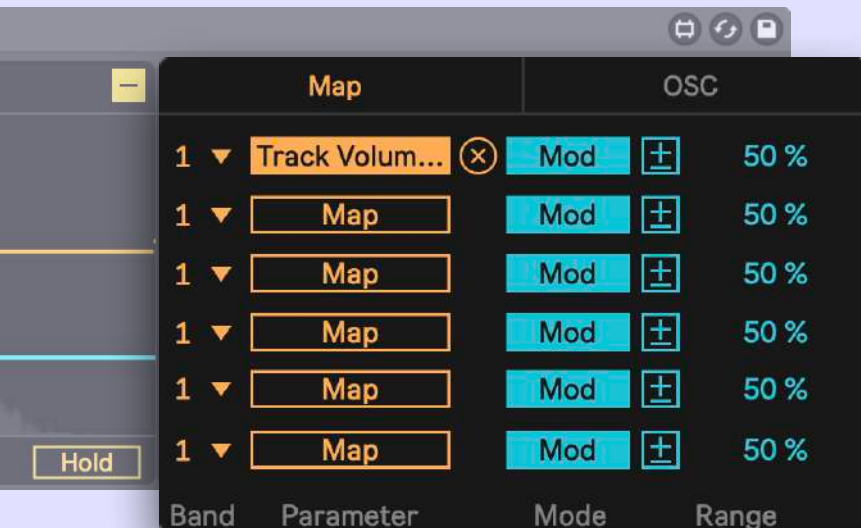 Map OSC
1 Track Volum... Mod ± 50 %
1 Map Mod ± 50 %
1 Map Mod ± 50 %
1 Map Mod ± 50 %
1 Map Mod ± 50 %
1 Map Mod ± 50 %
Hold
Band Parameter Mode Range